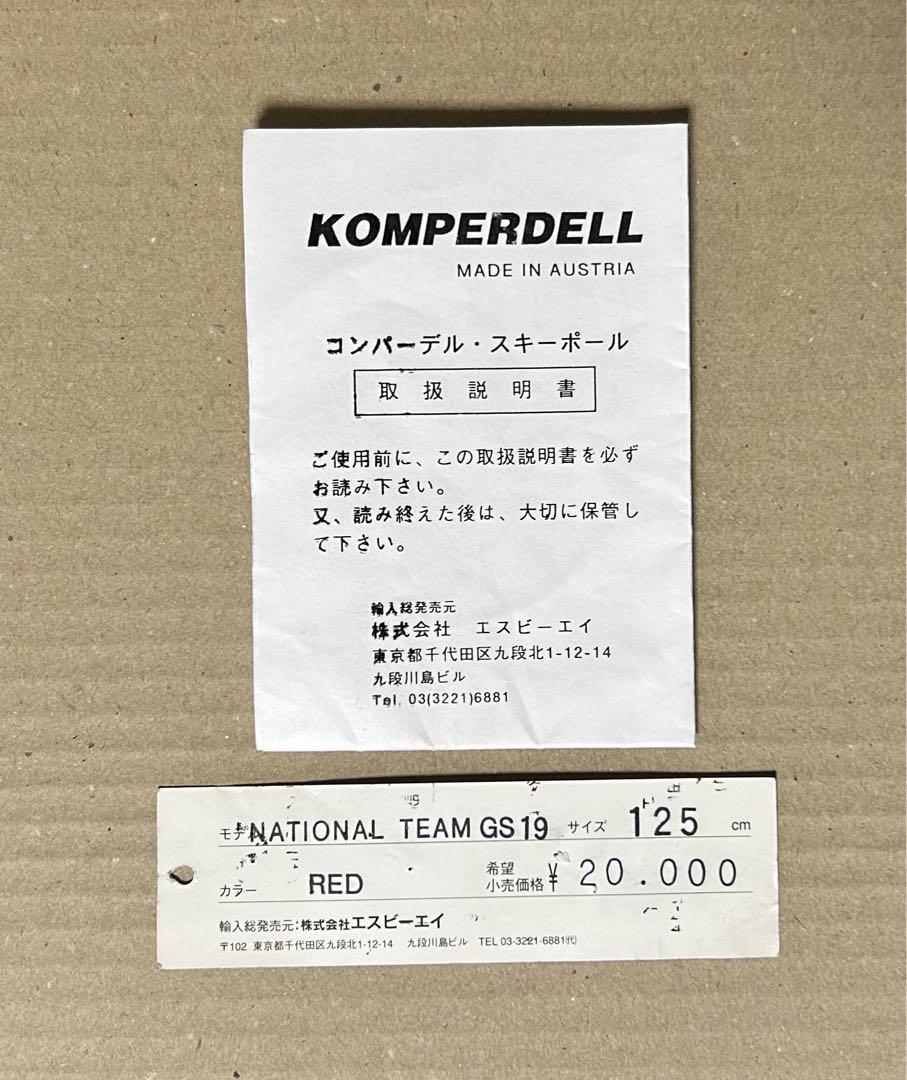 KOMPERDELL
MADE IN AUSTRIA
コンパーデル・スキーポール
取扱説明書
ご使用前に、この取扱説明書を必ず
お読み下さい。
又、読み終えた後は、大切に保管し
て下さい。
輸入総発売元
株式会社 エスビーエイ
東京都千代田区九段北1-12-14
九段川島ビル
Tel. 03(3221)6881
モデル NATIONAL TEAM GS 19 サイズ 125 cm
カラー RED 希望小売価格 ¥ 20.000
輸入総発売元:株式会社エスビーエイ
〒102 東京都千代田区九段北1-12-14 九段川島ビル TEL 03-3221-6881㈹